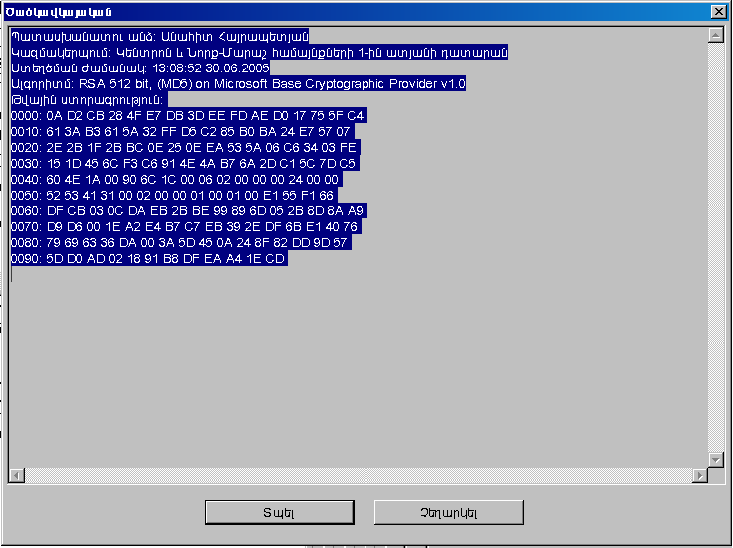 Ծածկավկայական
Պատասխանատու անձ: Անահիտ Հայրապետյան
Կազմակերպում: Կենտրոն և Նորք-Մարաշ համայնքների 1-ին ատյանի դատարան
Ստեղծման ժամանակ: 13:08:52 30.06.2005
Ալգորիտմ: RSA 512 bit, (MD5) on Microsoft Base Cryptographic Provider v1.0
Թվային ստորագրություն:
0000: 0A D2 CB 28 4F E7 DB 3D EE FD AE D0 17 75 5F C4
0010: 61 3A B3 61 5A 32 FF D5 C2 85 B0 BA 24 E7 57 07
0020: 2E 2B 1F 2B BC 0E 25 0E EA 53 5A 06 C6 34 03 FE
0030: 15 1D 45 6C F3 C6 91 4E 4A B7 6A 2D C1 5C 7D C5
0040: 60 4E 1A 00 90 6C 1C 00 06 02 00 00 00 24 00 00
0050: 52 53 41 31 00 02 00 00 01 00 01 00 E1 55 F1 66
0060: DF CB 03 0C DA EB 2B BE 99 89 6D 05 2B 8D 8A A9
0070: D9 D6 00 1E A2 E4 B7 C7 EB 39 2E DF 6B E1 40 76
0080: 79 69 63 36 DA 00 3A 5D 45 0A 24 8F 82 DD 9D 57
0090: 5D D0 AD 02 18 91 B8 DF EA A4 1E CD
Տպել Չեղարկել